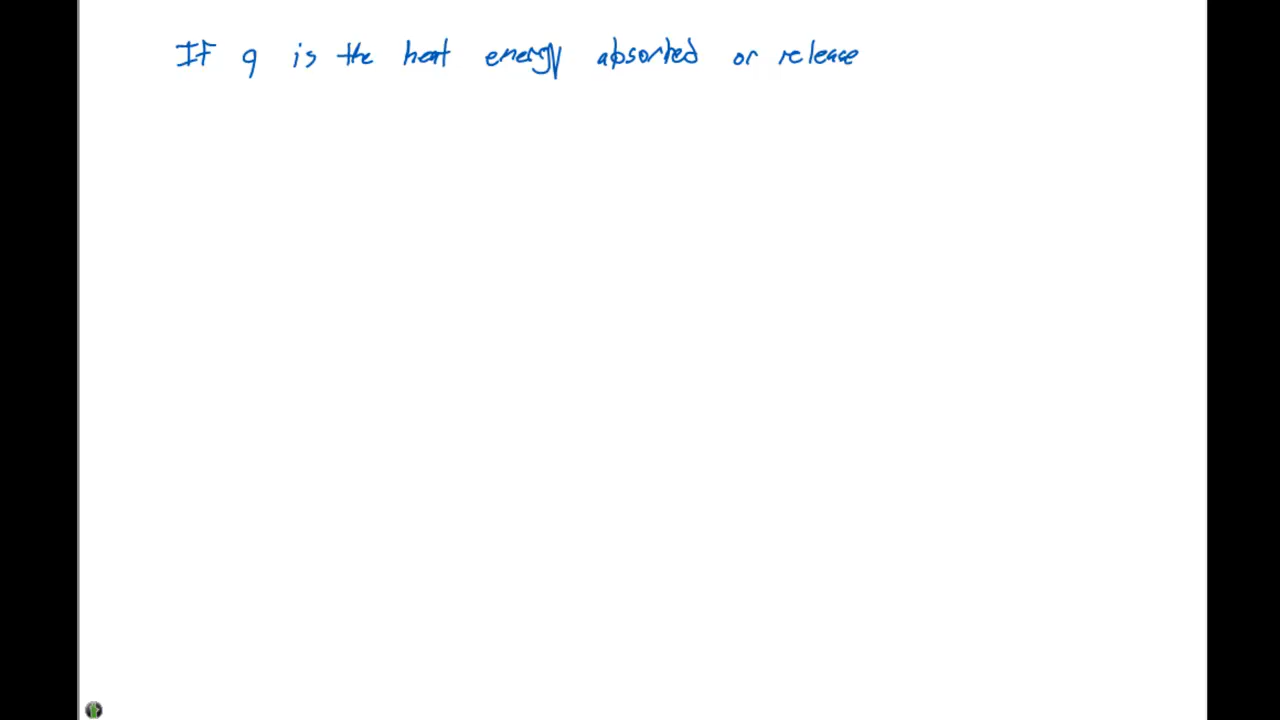 If q is the heat energy absorbed or release